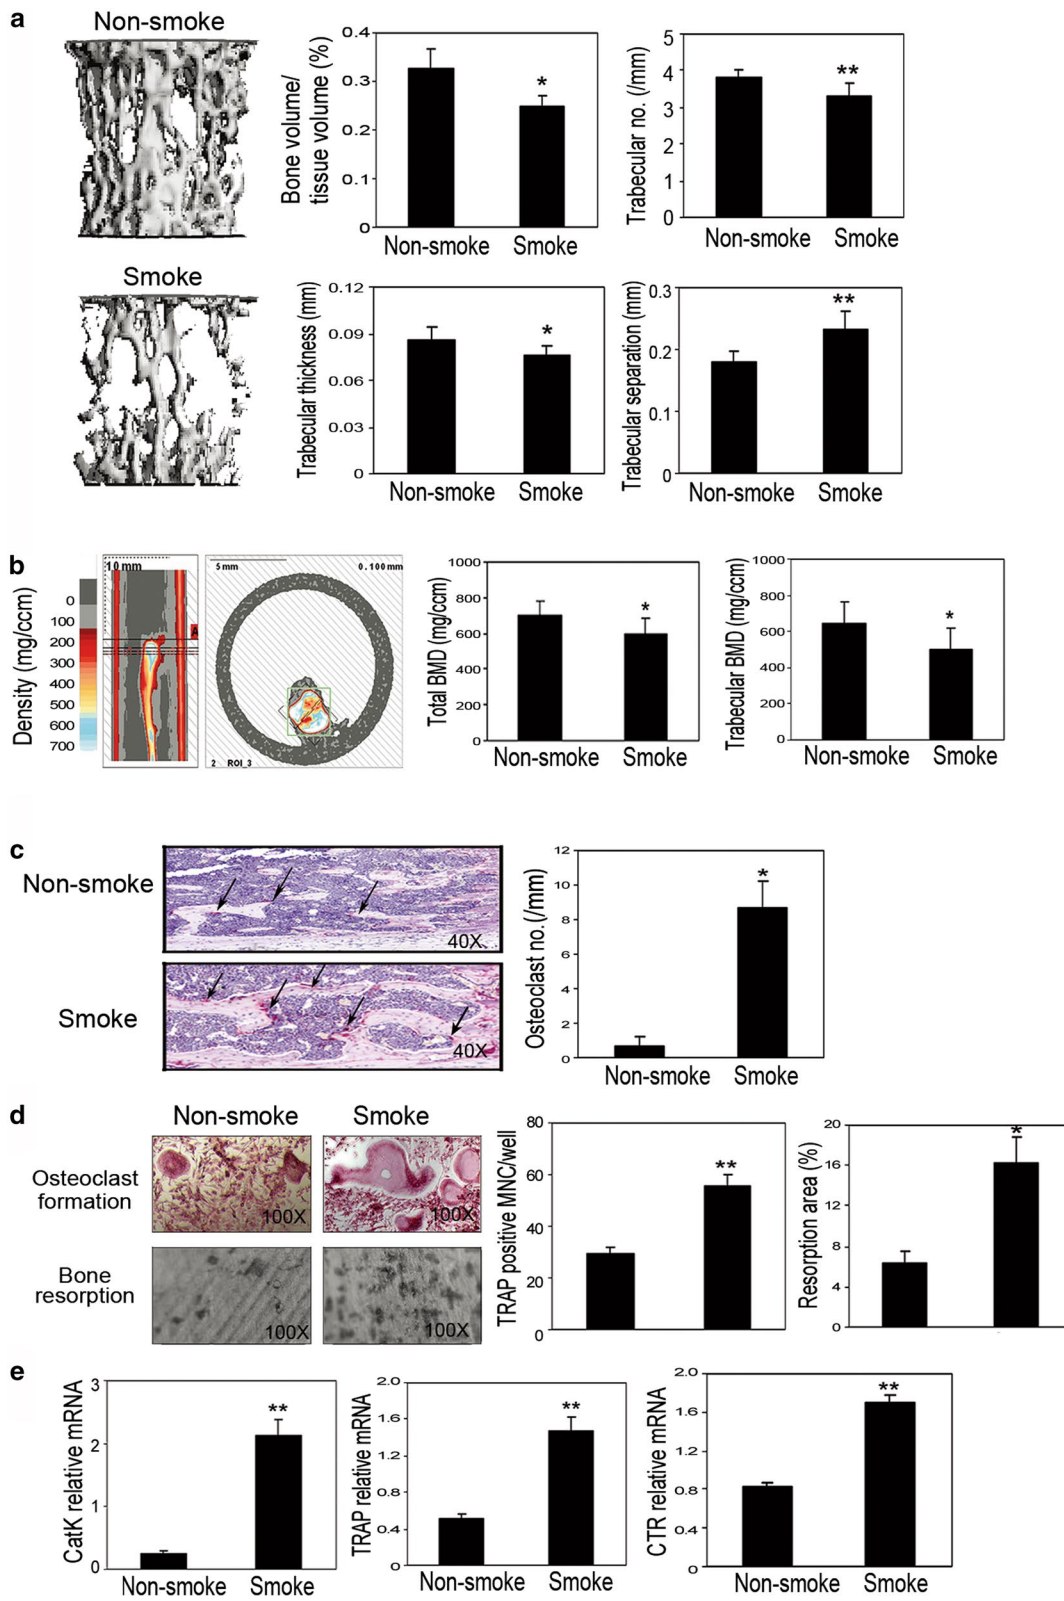 a
Non-smoke
Bone volume/
tissue volume (%)
0.4
0.3
0.2
0.1
0
*
Non-smoke Smoke
Trabecular no. (/mm)
5
4
3
2
1
0
**
Non-smoke Smoke
Smoke
Trabecular thickness (mm)
0.12
0.09
0.06
0.03
0
*
Non-smoke Smoke
Trabecular separation (mm)
0.3
0.2
0.1
0
**
Non-smoke Smoke
b
Density (mg/ccm)
0
100
200
300
400
500
600
700
10 mm
A
5 mm 0.100 mm
2 ROI_3
Total BMD (mg/ccm)
1000
800
600
400
200
0
*
Non-smoke Smoke
Trabecular BMD (mg/ccm)
1000
800
600
400
200
0
*
Non-smoke Smoke
c
Non-smoke
40X
Smoke
40X
Osteoclast no.(/mm)
12
10
8
6
4
2
0
*
Non-smoke Smoke
d
Non-smoke Smoke
Osteoclast
formation
100X 100X
Bone
resorption
100X 100X
TRAP positive MNC/well
80
60
40
20
0
**
Resorption area (%)
20
16
12
8
4
0
*
e
CatK relative mRNA
3
2
1
0
**
Non-smoke Smoke
TRAP relative mRNA
2.0
1.6
1.2
0.8
0.4
0
**
Non-smoke Smoke
CTR relative mRNA
2.0
1.6
1.2
0.8
0.4
0
**
Non-smoke Smoke